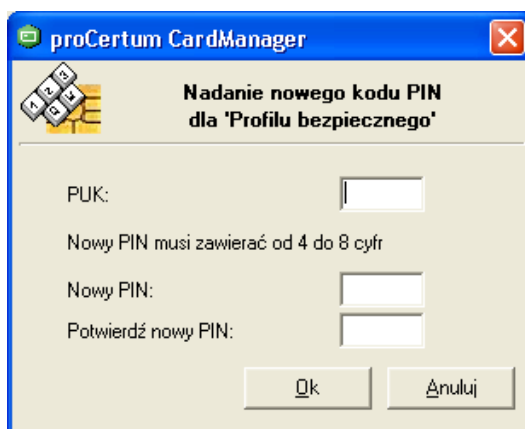 proCertum CardManager
Nadanie nowego kodu PIN
dla 'Profilu bezpiecznego'
PUK:
Nowy PIN musi zawierać od 4 do 8 cyfr
Nowy PIN:
Potwierdź nowy PIN:
Ok Anuluj